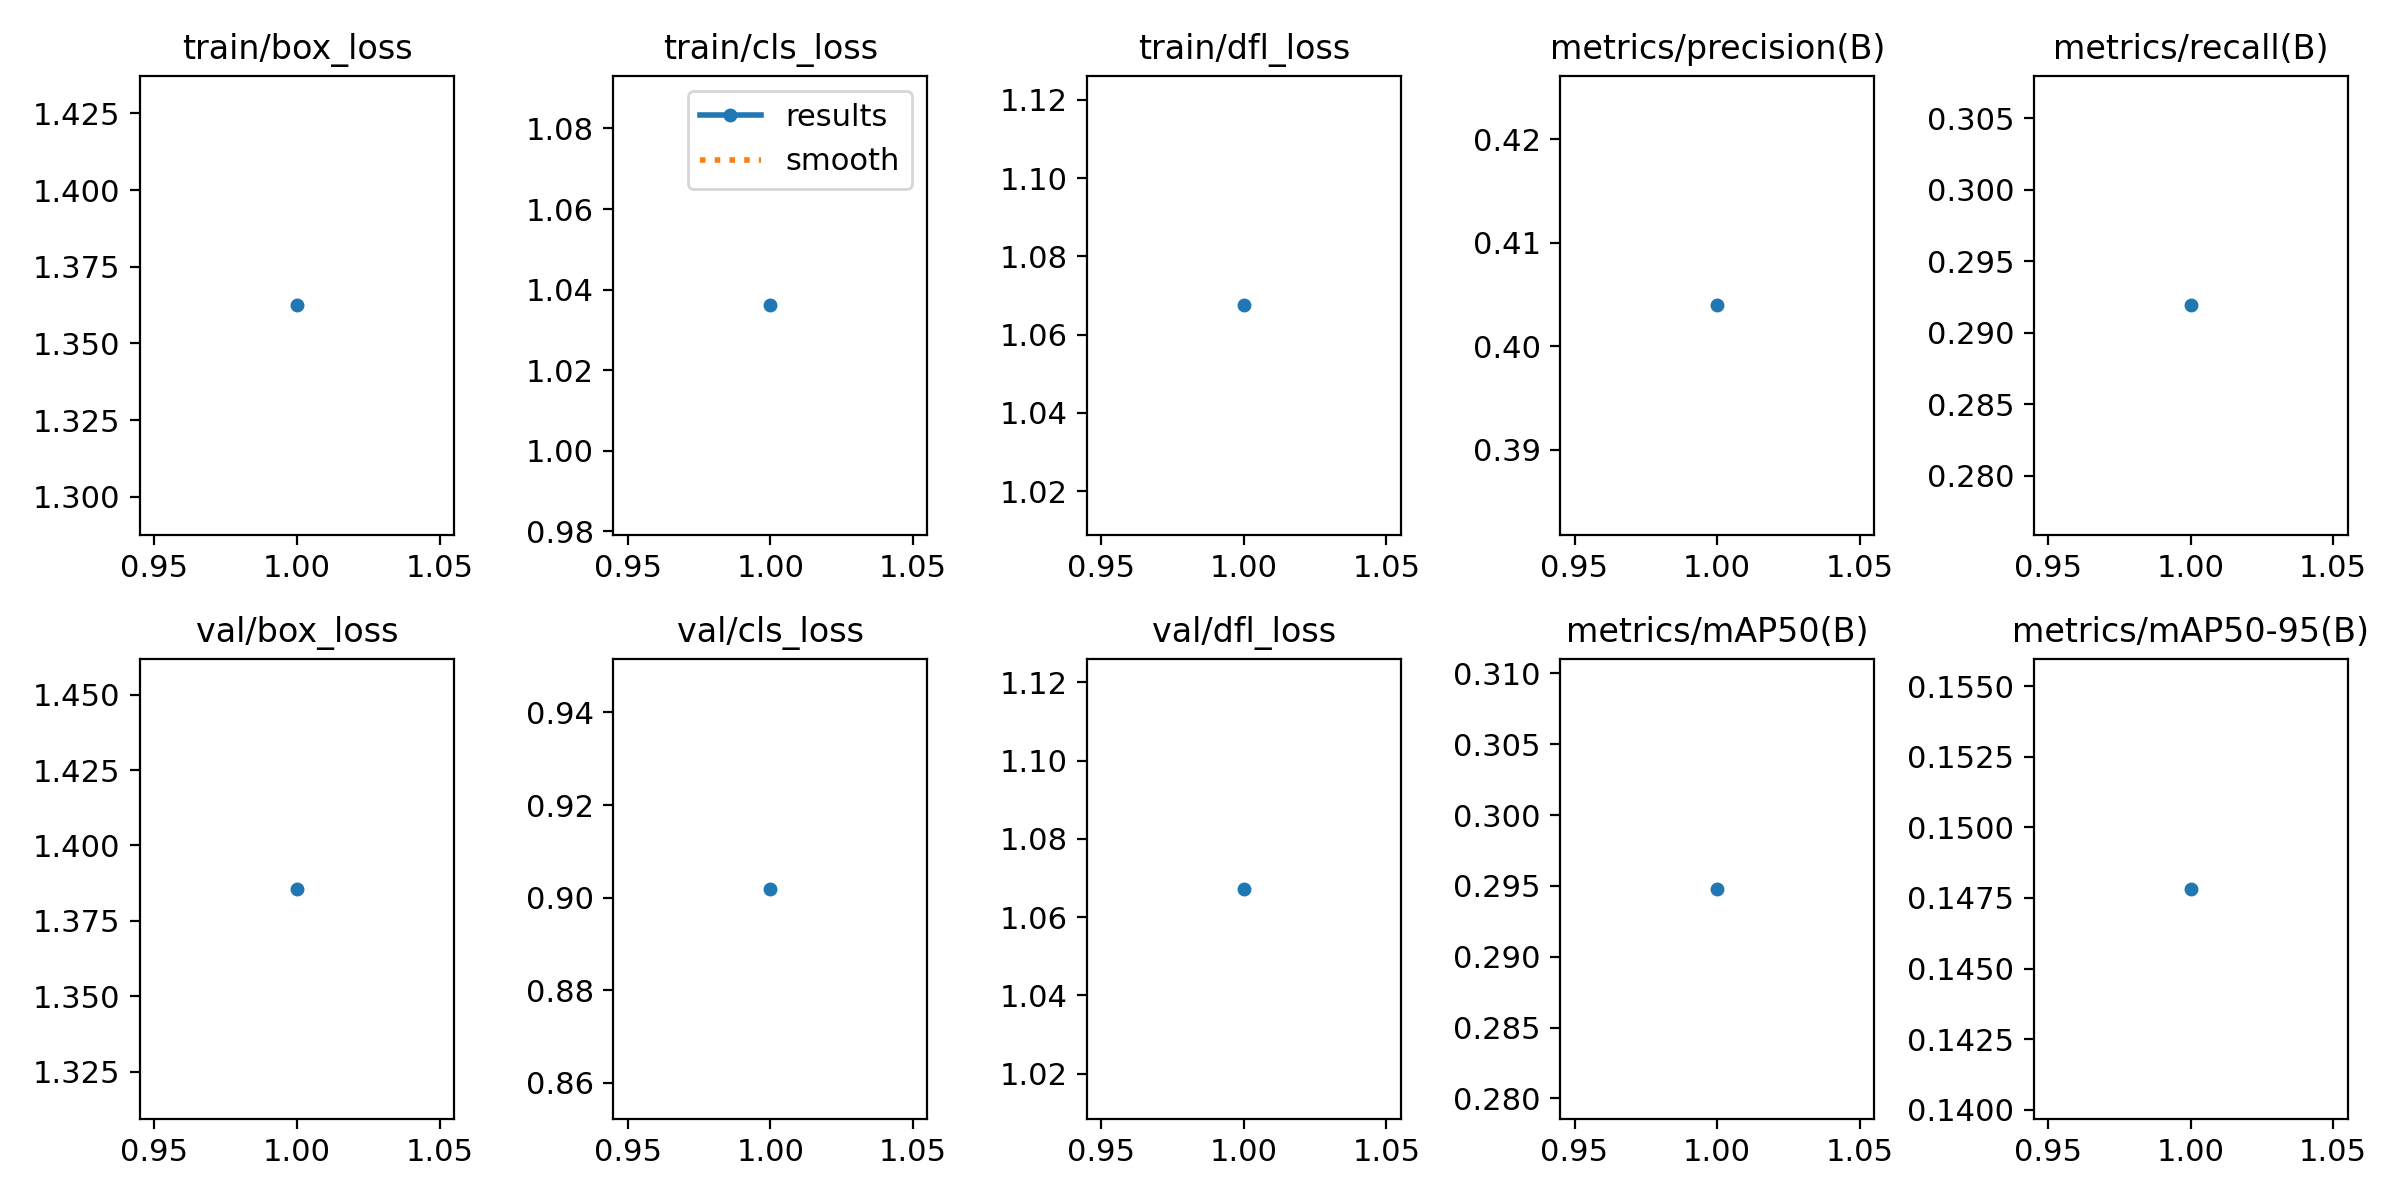 train/box_loss
1.425
1.400
1.375
1.350
1.325
1.300
0.95 1.00 1.05
train/cls_loss
results
smooth
1.08
1.06
1.04
1.02
1.00
0.98
0.95 1.00 1.05
train/dfl_loss
1.12
1.10
1.08
1.06
1.04
1.02
0.95 1.00 1.05
metrics/precision(B)
0.42
0.41
0.40
0.39
0.95 1.00 1.05
metrics/recall(B)
0.305
0.300
0.295
0.290
0.285
0.280
0.95 1.00 1.05
val/box_loss
1.450
1.425
1.400
1.375
1.350
1.325
0.95 1.00 1.05
val/cls_loss
0.94
0.92
0.90
0.88
0.86
0.95 1.00 1.05
val/dfl_loss
1.12
1.10
1.08
1.06
1.04
1.02
0.95 1.00 1.05
metrics/mAP50(B)
0.310
0.305
0.300
0.295
0.290
0.285
0.280
0.95 1.00 1.05
metrics/mAP50-95(B)
0.1550
0.1525
0.1500
0.1475
0.1450
0.1425
0.1400
0.95 1.00 1.05